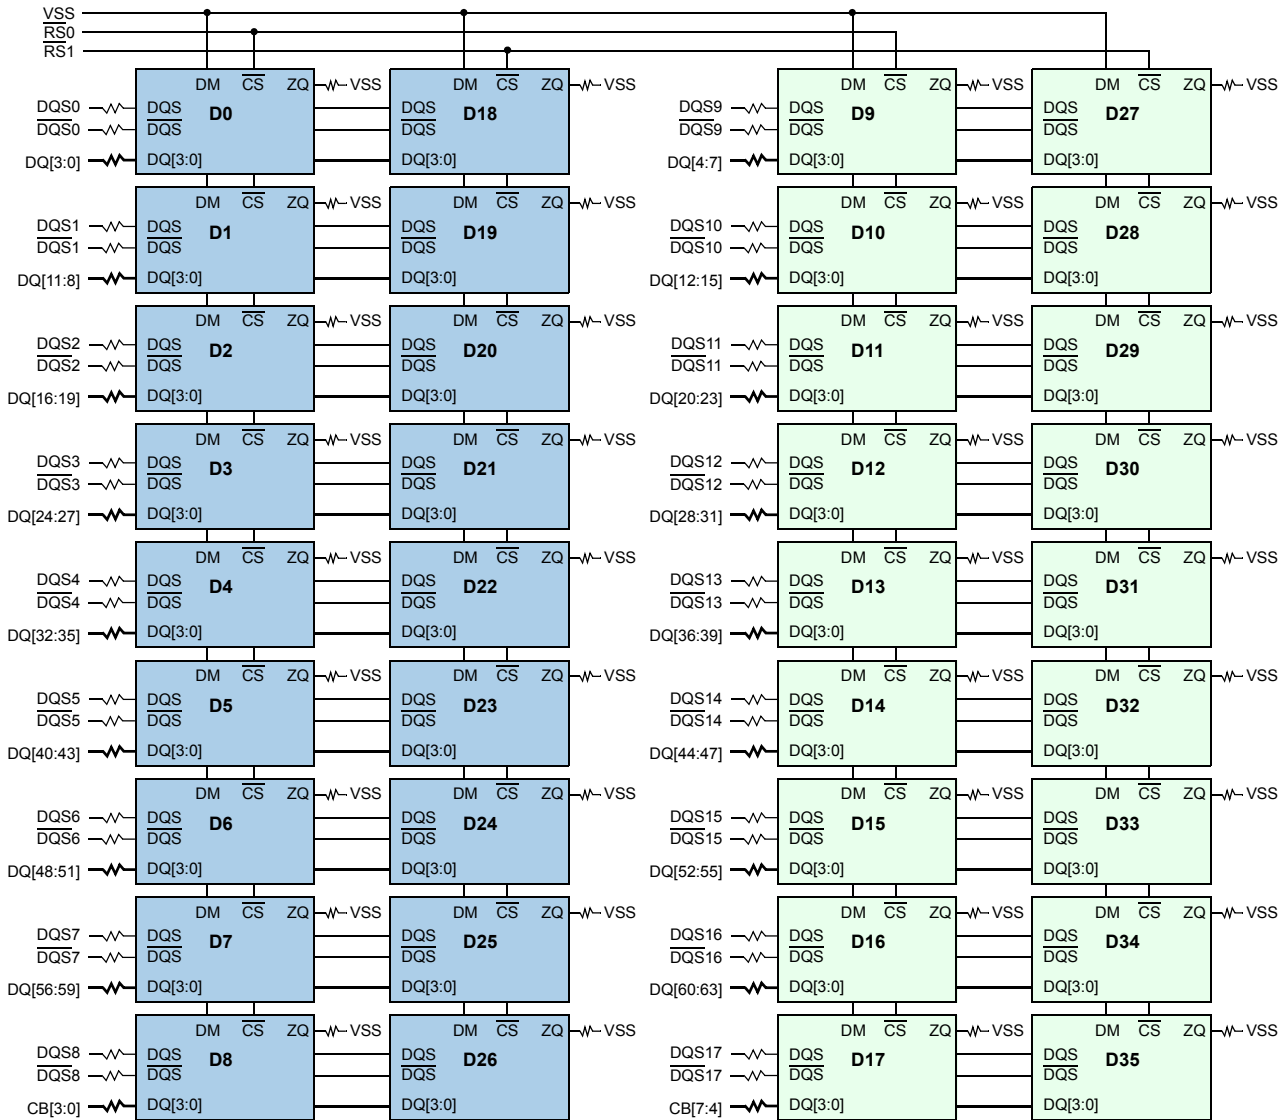 VSS
RS0
RS1
DM CS ZQ VSS DM CS ZQ VSS DM CS ZQ VSS DM CS ZQ VSS
DQS0 DQS D0 DQS D18 DQS9 DQS D9 DQS D27
DQS0 DQS DQS DQS9 DQS DQS
DQ[3:0] DQ[3:0] DQ[3:0] DQ[4:7] DQ[3:0] DQ[3:0]
DM CS ZQ VSS DM CS ZQ VSS DM CS ZQ VSS DM CS ZQ VSS
DQS1 DQS D1 DQS D19 DQS10 DQS D10 DQS D28
DQS1 DQS DQS DQS10 DQS DQS
DQ[11:8] DQ[3:0] DQ[3:0] DQ[12:15] DQ[3:0] DQ[3:0]
DM CS ZQ VSS DM CS ZQ VSS DM CS ZQ VSS DM CS ZQ VSS
DQS2 DQS D2 DQS D20 DQS11 DQS D11 DQS D29
DQS2 DQS DQS DQS11 DQS DQS
DQ[16:19] DQ[3:0] DQ[3:0] DQ[20:23] DQ[3:0] DQ[3:0]
DM CS ZQ VSS DM CS ZQ VSS DM CS ZQ VSS DM CS ZQ VSS
DQS3 DQS D3 DQS D21 DQS12 DQS D12 DQS D30
DQS3 DQS DQS DQS12 DQS DQS
DQ[24:27] DQ[3:0] DQ[3:0] DQ[28:31] DQ[3:0] DQ[3:0]
DM CS ZQ VSS DM CS ZQ VSS DM CS ZQ VSS DM CS ZQ VSS
DQS4 DQS D4 DQS D22 DQS13 DQS D13 DQS D31
DQS4 DQS DQS DQS13 DQS DQS
DQ[32:35] DQ[3:0] DQ[3:0] DQ[36:39] DQ[3:0] DQ[3:0]
DM CS ZQ VSS DM CS ZQ VSS DM CS ZQ VSS DM CS ZQ VSS
DQS5 DQS D5 DQS D23 DQS14 DQS D14 DQS D32
DQS5 DQS DQS DQS14 DQS DQS
DQ[40:43] DQ[3:0] DQ[3:0] DQ[44:47] DQ[3:0] DQ[3:0]
DM CS ZQ VSS DM CS ZQ VSS DM CS ZQ VSS DM CS ZQ VSS
DQS6 DQS D6 DQS D24 DQS15 DQS D15 DQS D33
DQS6 DQS DQS DQS15 DQS DQS
DQ[48:51] DQ[3:0] DQ[3:0] DQ[52:55] DQ[3:0] DQ[3:0]
DM CS ZQ VSS DM CS ZQ VSS DM CS ZQ VSS DM CS ZQ VSS
DQS7 DQS D7 DQS D25 DQS16 DQS D16 DQS D34
DQS7 DQS DQS DQS16 DQS DQS
DQ[56:59] DQ[3:0] DQ[3:0] DQ[60:63] DQ[3:0] DQ[3:0]
DM CS ZQ VSS DM CS ZQ VSS DM CS ZQ VSS DM CS ZQ VSS
DQS8 DQS D8 DQS D26 DQS17 DQS D17 DQS D35
DQS8 DQS DQS DQS17 DQS DQS
CB[3:0] DQ[3:0] DQ[3:0] CB[7:4] DQ[3:0] DQ[3:0]